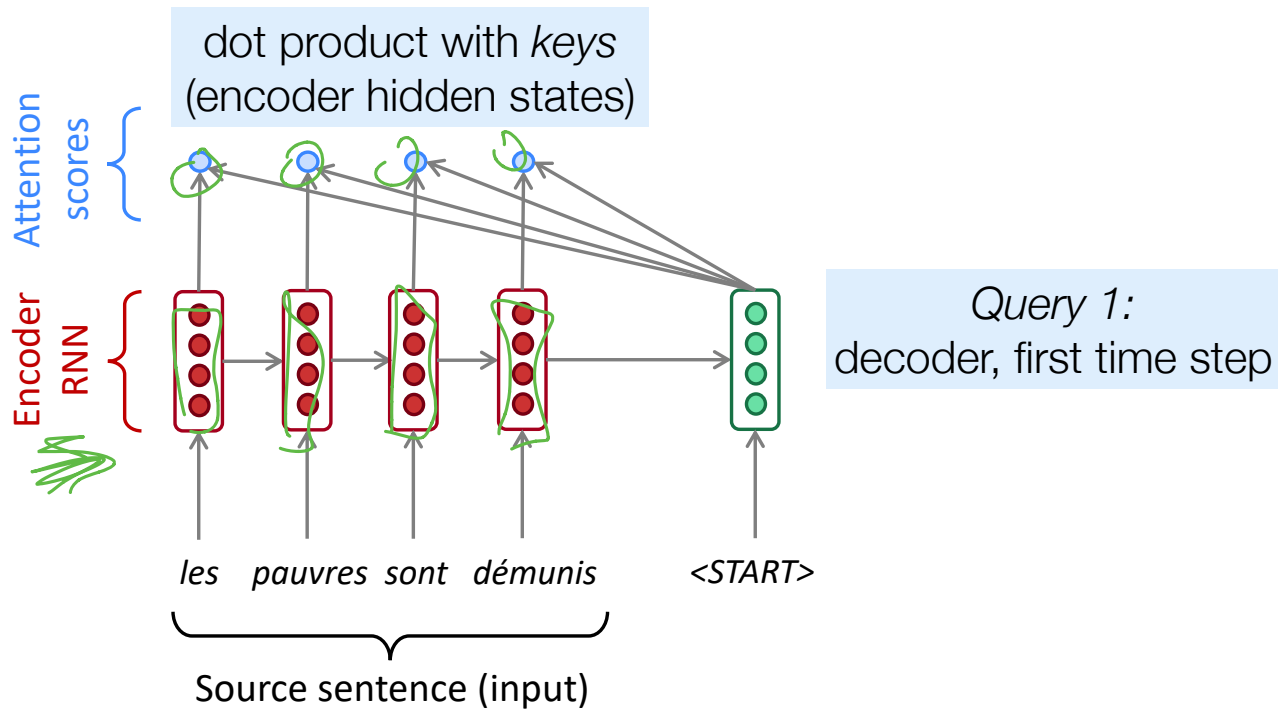 dot product with keys
(encoder hidden states)
Attention
scores
Encoder
RNN
Query 1:
decoder, first time step
les pauvres sont démunis <START>
Source sentence (input)